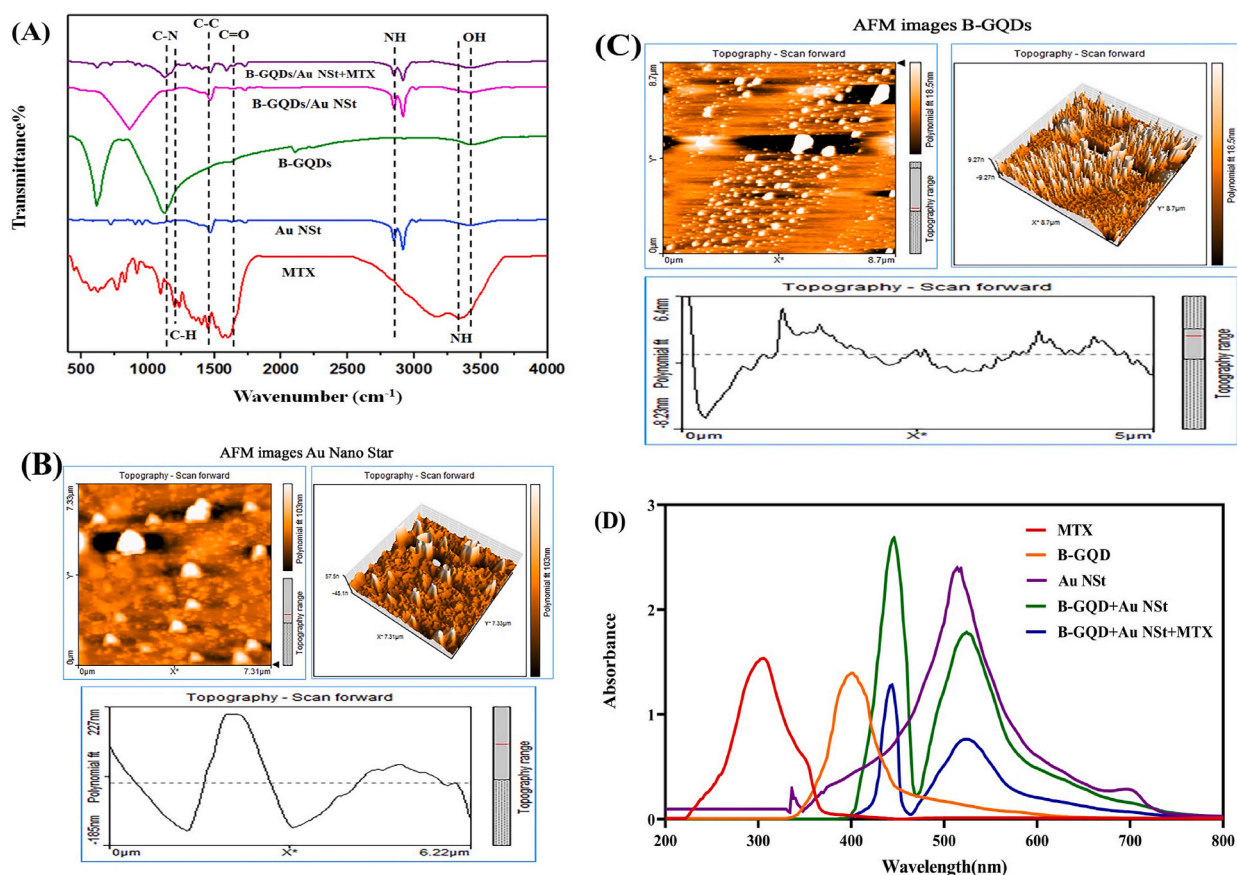 (A)
C-N
C-C
C=O
NH
OH
B-GQDs/Au NSt+MTX
B-GQDs/Au NSt
B-GQDs
Au NSt
MTX
C-H
NH
Transmittance%
500 1000 1500 2000 2500 3000 3500 4000
Wavenumber (cm-1)
(B)
AFM images Au Nano Star
Topography - Scan forward
7.33µm
Y*
0µm
0µm X* 7.31µm
Polynomial fit 103nm
Topography range
Topography - Scan forward
57.5n
-45.1n
X* 7.31µm
Y* 7.33µm
Polynomial fit 103nm
Topography - Scan forward
227nm
Polynomial fit
-185nm
0µm X* 6.22µm
Topography range
(C)
AFM images B-GQDs
Topography - Scan forward
8.7µm
Y*
0µm
0µm X* 8.7µm
Polynomial fit 18.5nm
Topography range
Topography - Scan forward
9.27n
-9.27n
X* 8.7µm
Y* 8.7µm
Polynomial fit 18.5nm
Topography - Scan forward
6.4nm
Polynomial fit
-8.23nm
0µm X* 5µm
Topography range
(D)
3
2
1
0
Absorbance
MTX
B-GQD
Au NSt
B-GQD+Au NSt
B-GQD+Au NSt+MTX
200 300 400 500 600 700 800
Wavelength(nm)